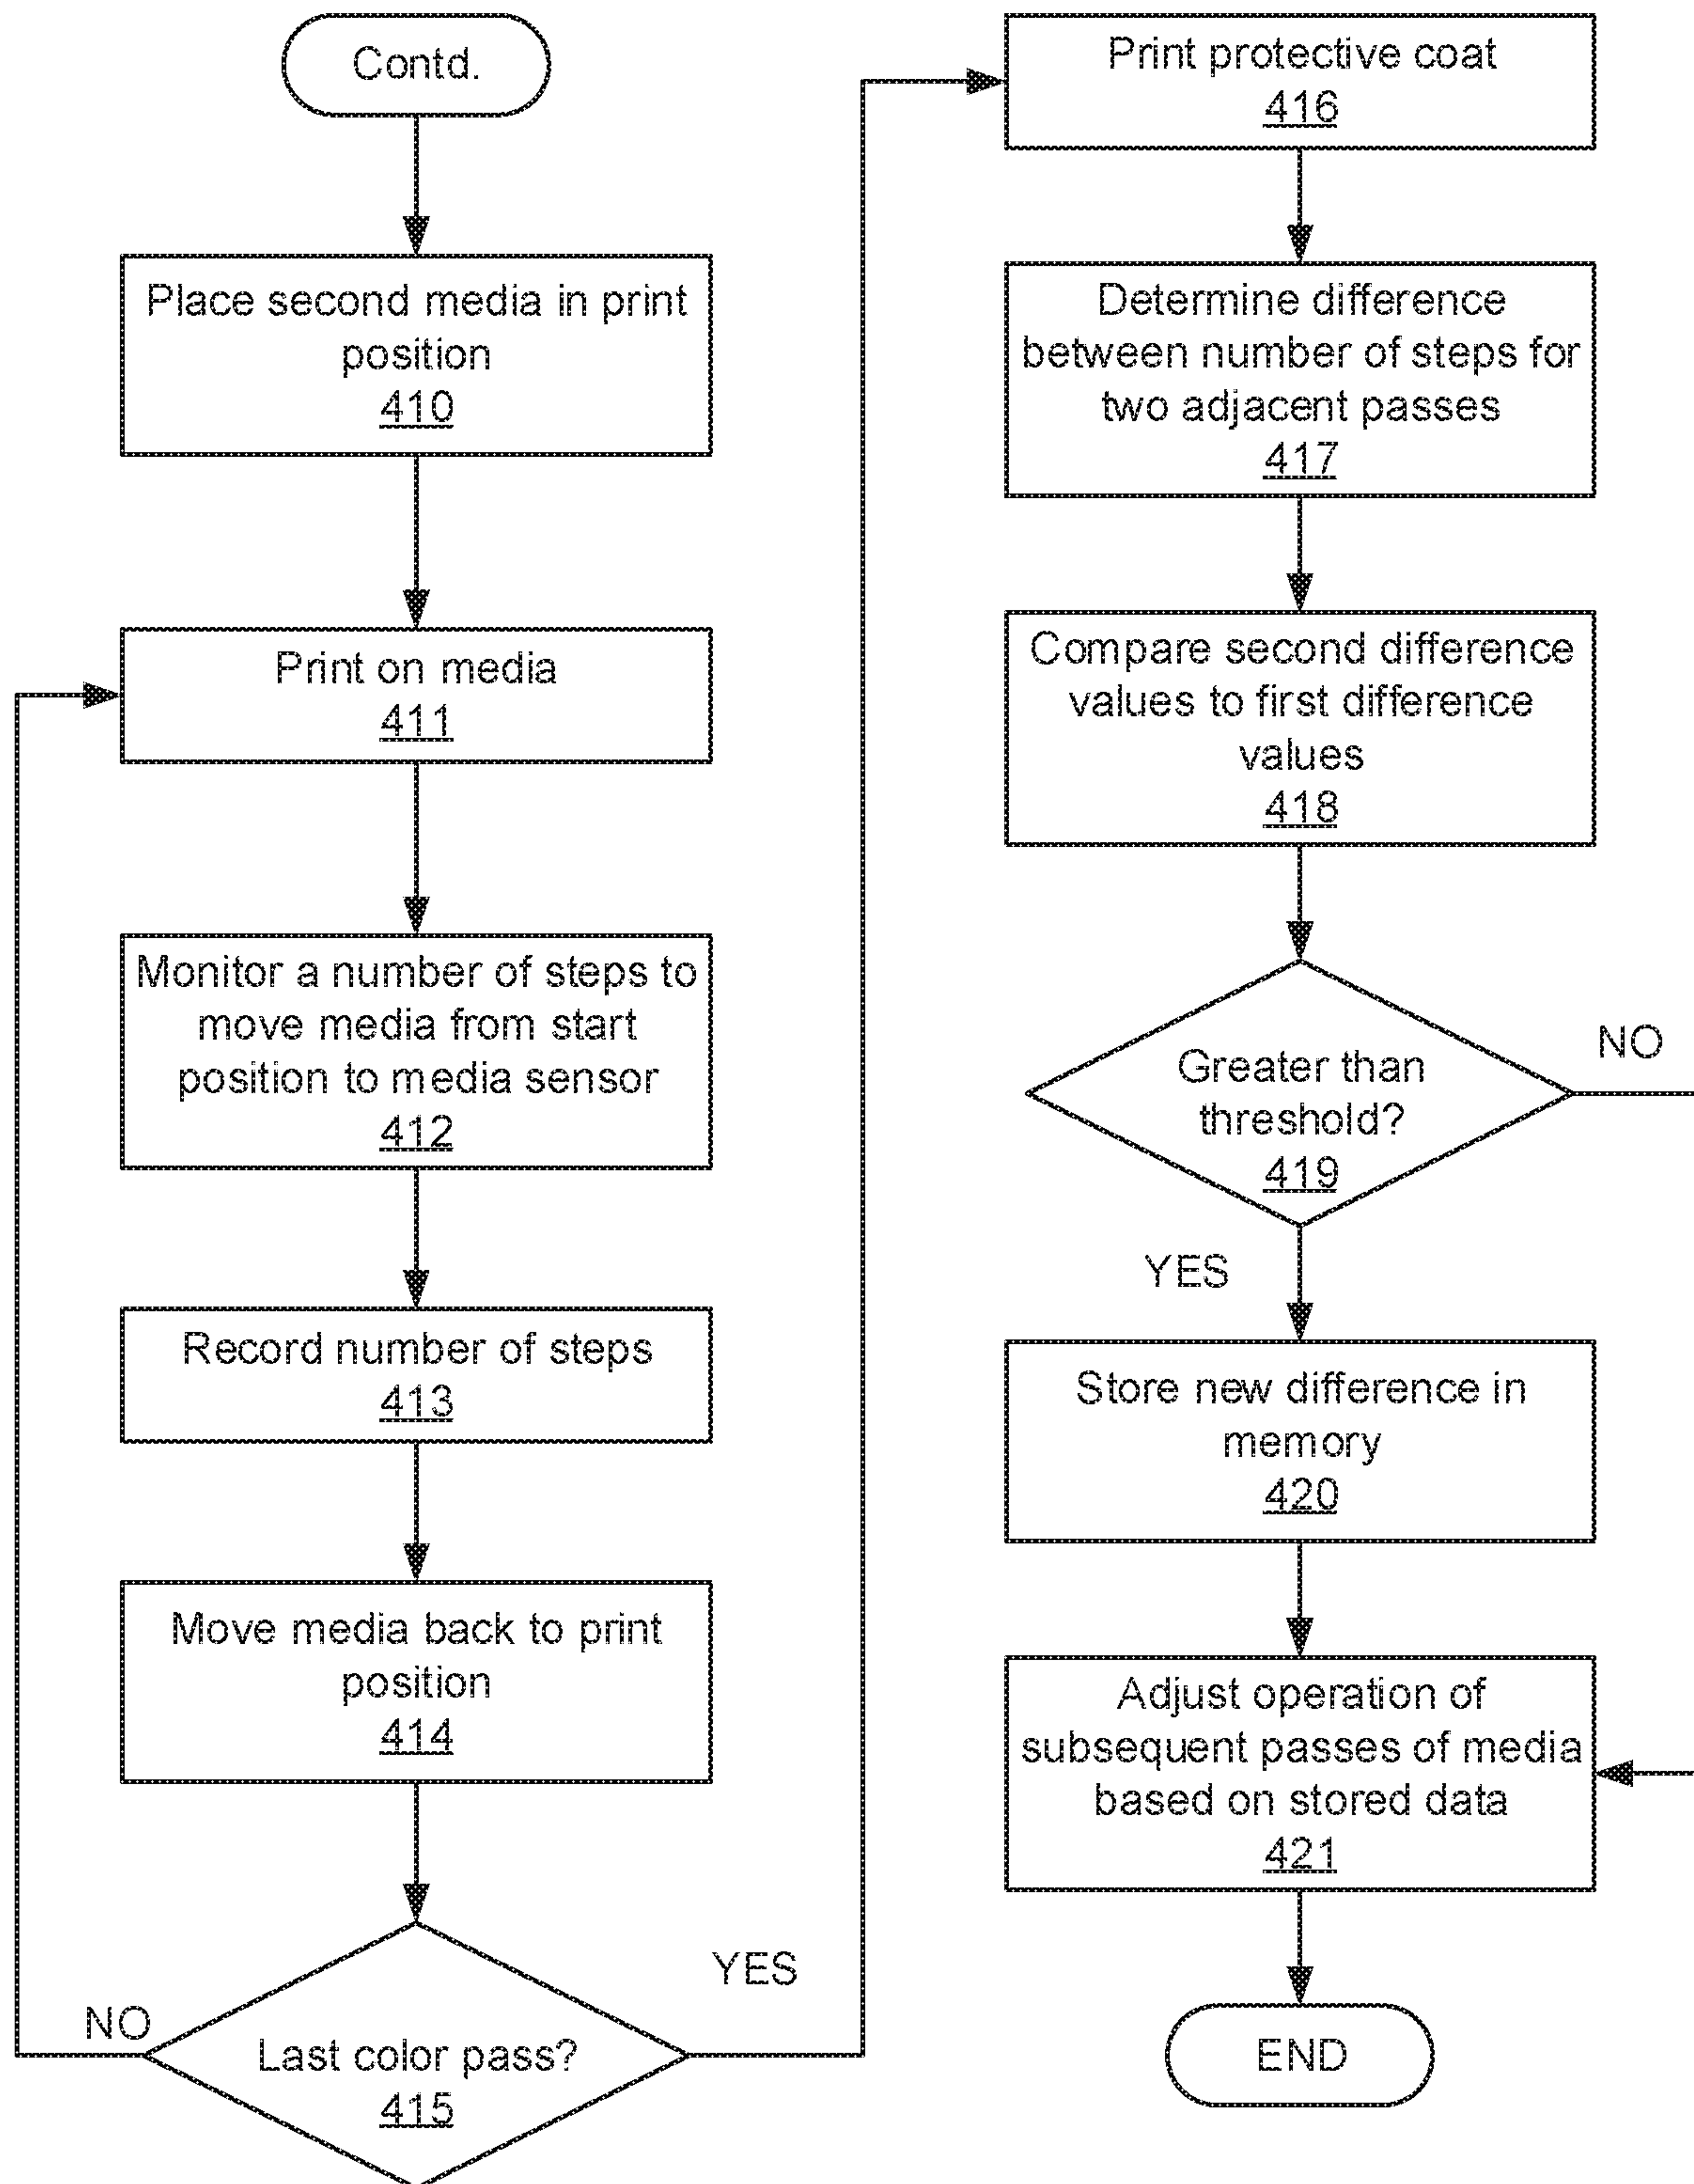 Contd.
Place second media in print
position
410
Print on media
411
Monitor a number of steps to
move media from start
position to media sensor
412
Record number of steps
413
Move media back to print
position
414
Last color pass?
415
NO
YES
Print protective coat
416
Determine difference
between number of steps for
two adjacent passes
417
Compare second difference
values to first difference
values
418
Greater than
threshold?
419
NO
YES
Store new difference in
memory
420
Adjust operation of
subsequent passes of media
based on stored data
421
END